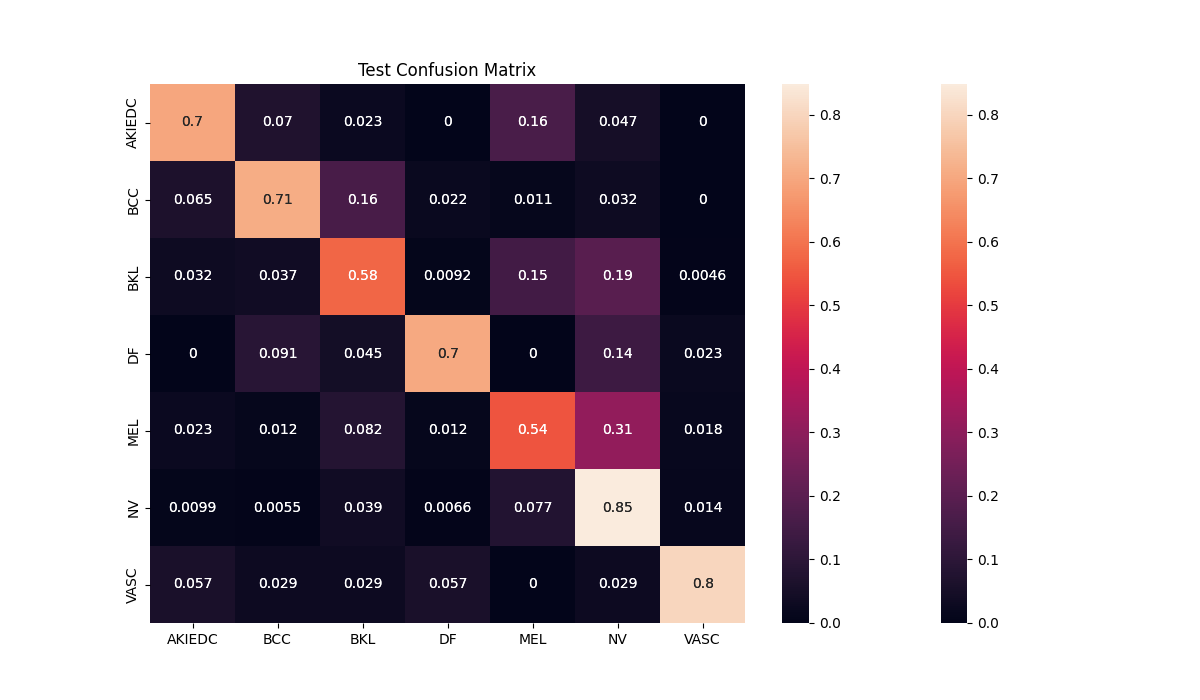 Test Confusion Matrix
AKIEDC 0.7 0.07 0.023 0 0.16 0.047 0
BCC 0.065 0.71 0.16 0.022 0.011 0.032 0
BKL 0.032 0.037 0.58 0.0092 0.15 0.19 0.0046
DF 0 0.091 0.045 0.7 0 0.14 0.023
MEL 0.023 0.012 0.082 0.012 0.54 0.31 0.018
NV 0.0099 0.0055 0.039 0.0066 0.077 0.85 0.014
VASC 0.057 0.029 0.029 0.057 0 0.029 0.8
AKIEDC BCC BKL DF MEL NV VASC
0.8
0.7
0.6
0.5
0.4
0.3
0.2
0.1
0.0
0.8
0.7
0.6
0.5
0.4
0.3
0.2
0.1
0.0